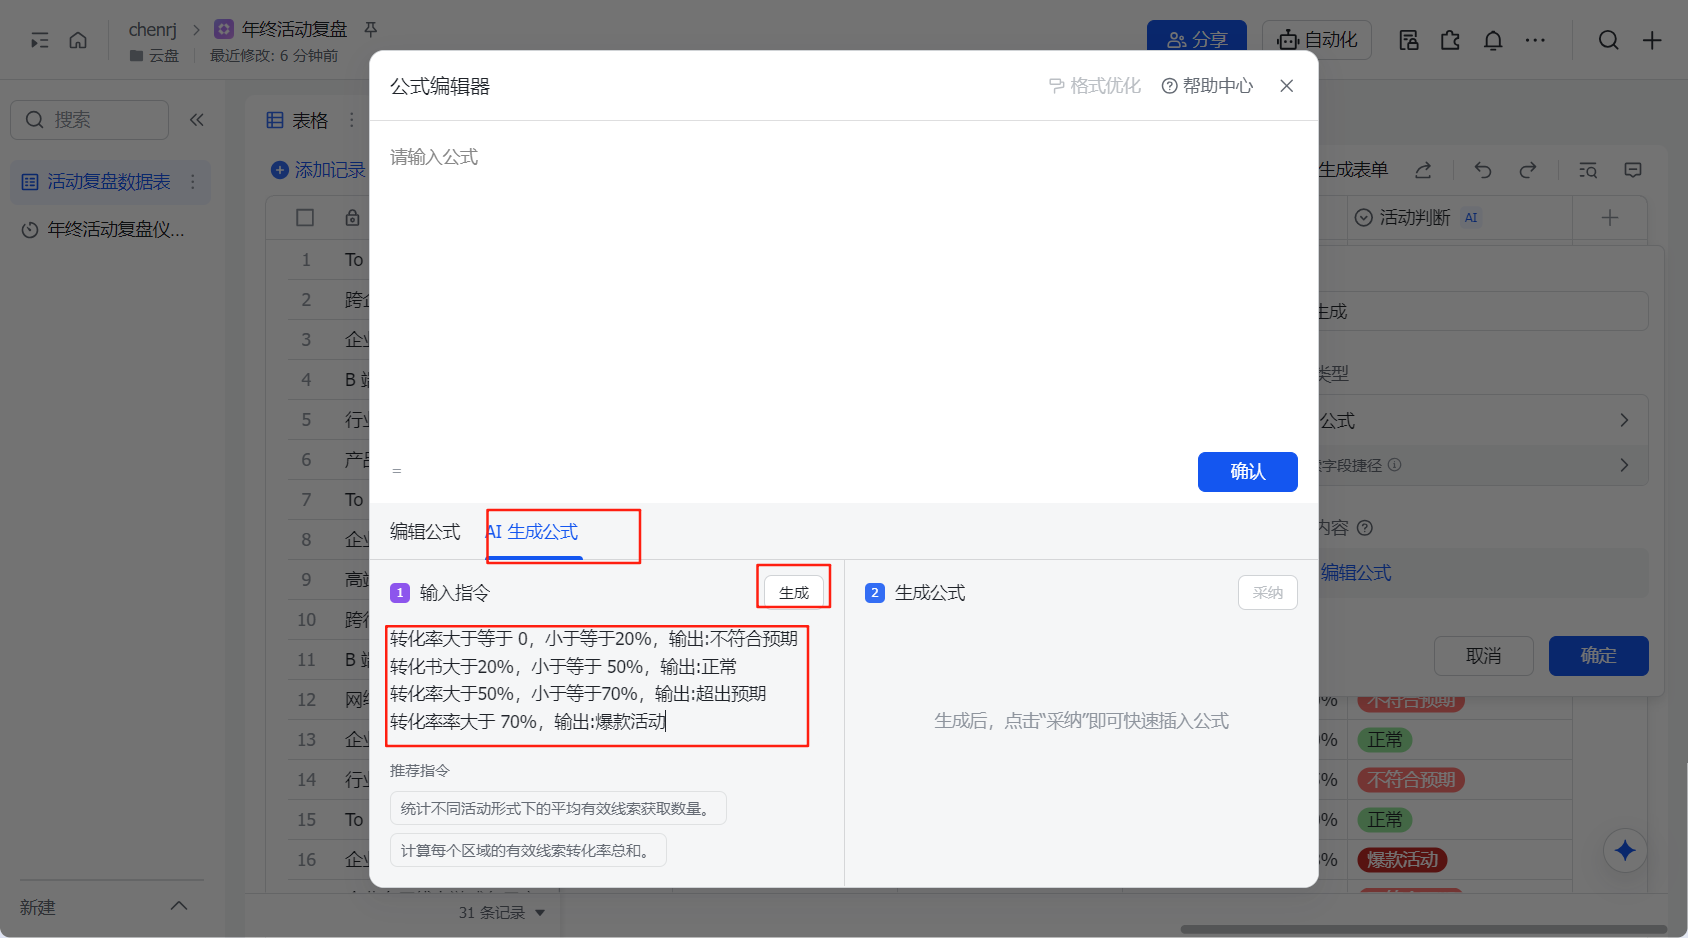 chenrj
年终活动复盘
云盘
最近修改: 6 分钟前
分享
自动化
搜索
活动复盘数据表
年终活动复盘仪...
新建
表格
添加记录
生成表单
活动判断 AI
公式编辑器
格式优化
帮助中心
请输入公式
=
确认
编辑公式
AI 生成公式
1 输入指令
生成
转化率大于等于 0，小于等于20%，输出:不符合预期
转化书大于20%，小于等于 50%，输出:正常
转化率大于50%，小于等于70%，输出:超出预期
转化率率大于 70%，输出:爆款活动
推荐指令
统计不同活动形式下的平均有效线索获取数量。
计算每个区域的有效线索转化率总和。
2 生成公式
采纳
生成后，点击“采纳”即可快速插入公式
1 To
2 跨企
3 企业
4 B 端
5 行业
6 产品
7 To
8 企业
9 高端
10 跨行
11 B 端
12 网络
13 企业
14 行业
15 To
16 企业
31 条记录
生成
类型
公式
字段捷径
内容
编辑公式
取消
确定
% 不符合预期
% 正常
% 不符合预期
% 正常
% 爆款活动